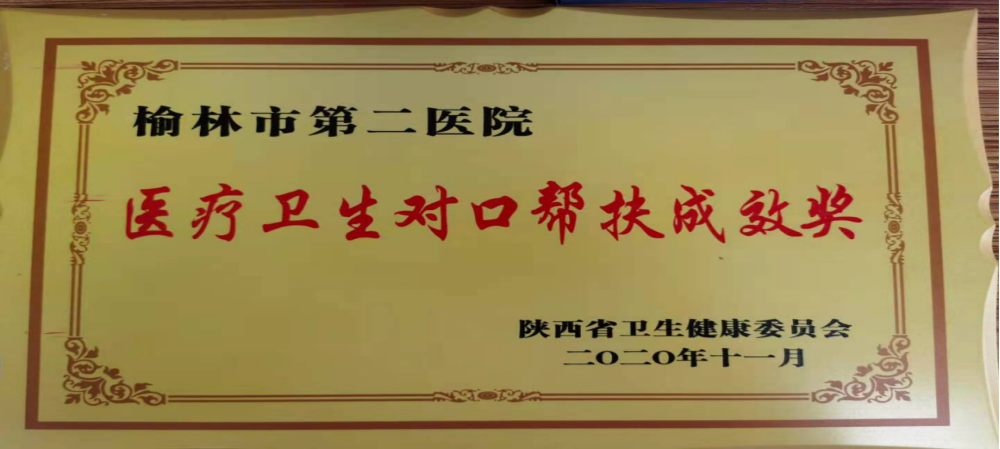 榆林市第二医院
医疗卫生对口帮扶成效奖
陕西省卫生健康委员会
二〇二〇年十一月